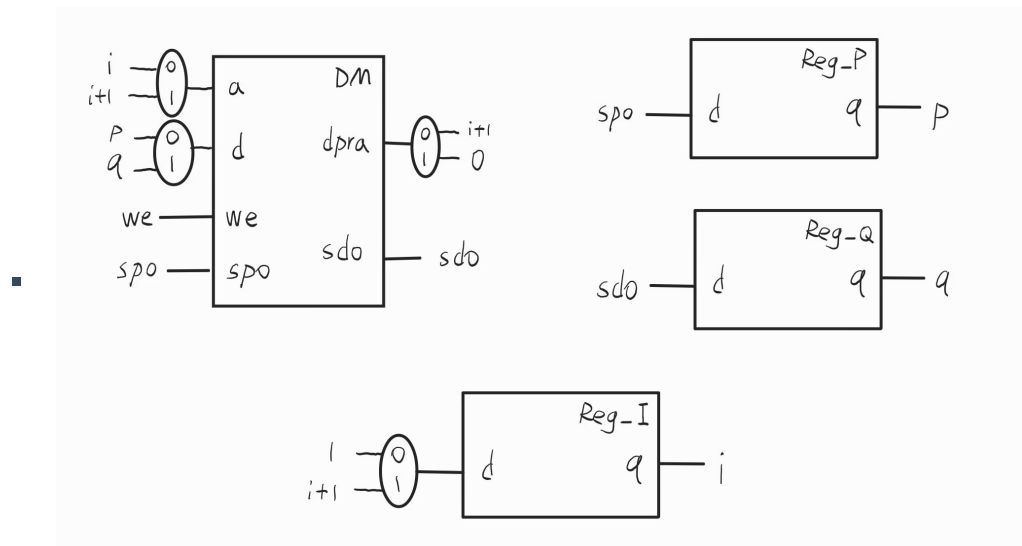 i 0
i+1 1
a
DM
p 0
q 1
d
dpra
0 i+1
1 0
we
we
spo
spo
sdo
sdo
Reg_P
spo
d
q
p
Reg_Q
sdo
d
q
q
Reg_I
1 0
i+1 1
d
q
i